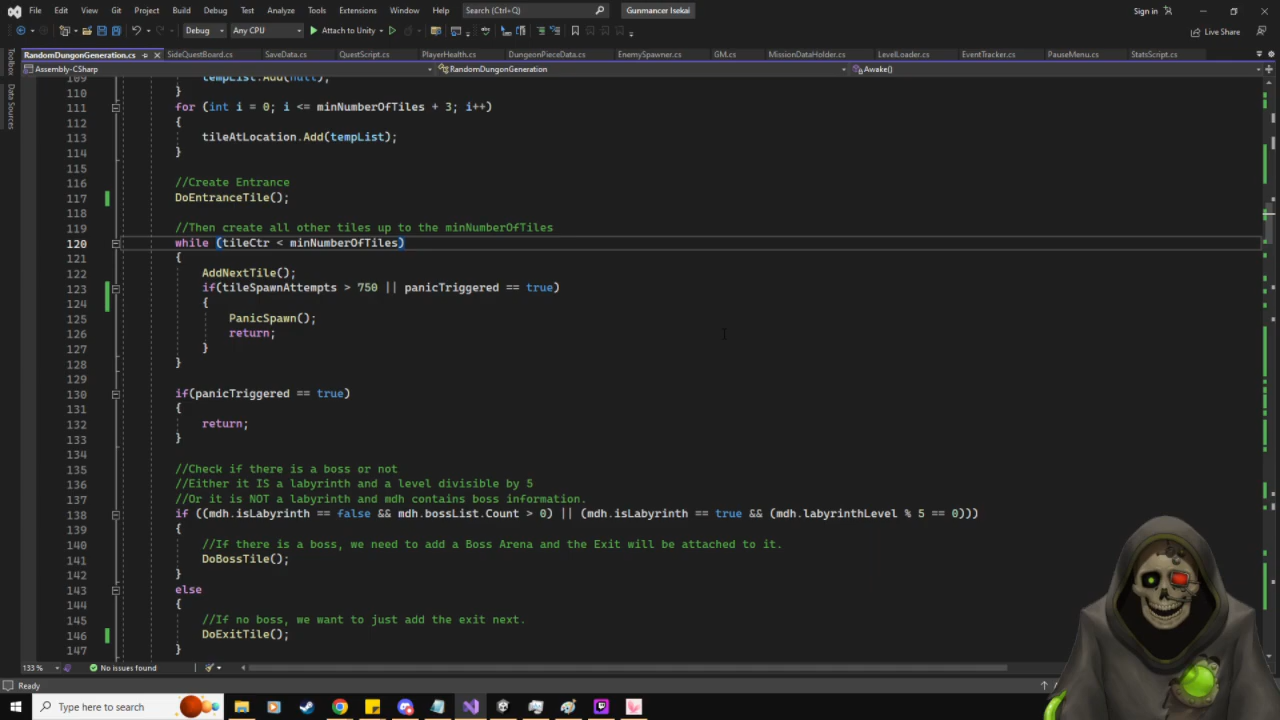 File Edit View Git Project Build Debug Test Analyze Tools Extensions Window Help Search (Ctrl+Q) Gunmancer Isekai Sign in
Debug Any CPU Attach to Unity Live Share
RandomDungonGeneration.cs SideQuestBoard.cs SaveData.cs QuestScript.cs PlayerHealth.cs DungeonPieceData.cs EnemySpawner.cs GM.cs MissionDataHolder.cs LevelLoader.cs EventTracker.cs PauseMenu.cs StatsScript.cs
Assembly-CSharp RandomDungonGeneration Awake()
Toolbox
Data Sources
109 tempList.Add(null);
110 }
111 for (int i = 0; i <= minNumberOfTiles + 3; i++)
112 {
113 tileAtLocation.Add(tempList);
114 }
115
116 //Create Entrance
117 DoEntranceTile();
118
119 //Then create all other tiles up to the minNumberOfTiles
120 while (tileCtr < minNumberOfTiles)
121 {
122 AddNextTile();
123 if(tileSpawnAttempts > 750 || panicTriggered == true)
124 {
125 PanicSpawn();
126 return;
127 }
128 }
129
130 if(panicTriggered == true)
131 {
132 return;
133 }
134
135 //Check if there is a boss or not
136 //Either it IS a labyrinth and a level divisible by 5
137 //Or it is NOT a labyrinth and mdh contains boss information.
138 if ((mdh.isLabyrinth == false && mdh.bossList.Count > 0) || (mdh.isLabyrinth == true && (mdh.labyrinthLevel % 5 == 0)))
139 {
140 //If there is a boss, we need to add a Boss Arena and the Exit will be attached to it.
141 DoBossTile();
142 }
143 else
144 {
145 //If no boss, we want to just add the exit next.
146 DoExitTile();
147 }
133 % No issues found
Ready
Type here to search